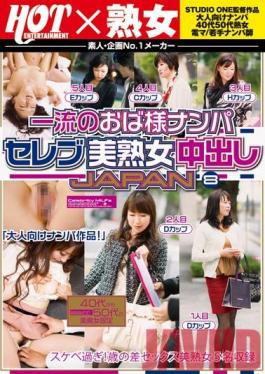 HOT
ENTERTAINMENT
×熟女
素人・企画No.1メーカー
STUDIO ONE監督作品
大人向けナンパ
40代50代熟女
電マ/若手ナンパ師
5人目
Eカップ
4人目
Cカップ
3人目
Hカップ
一流のおば様ナンパ
セレブ美熟女中出し
JAPAN 8
「大人向けナンパ作品!」
2人目
Dカップ
1人目
Dカップ
スケベ過ぎ!歳の差セックス美熟女5名収録